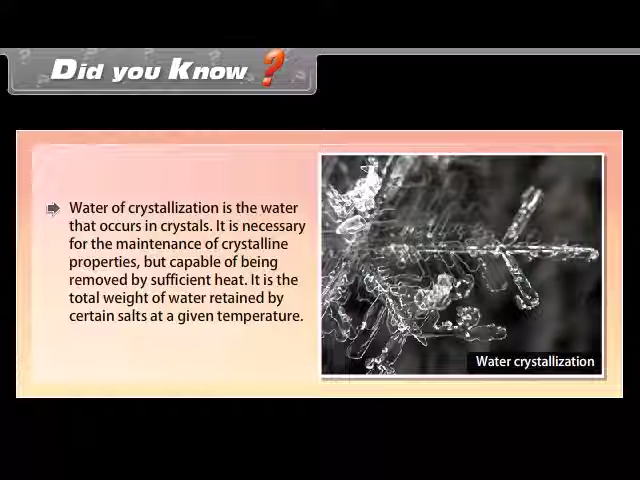 Did you Know ?
Water of crystallization is the water
that occurs in crystals. It is necessary
for the maintenance of crystalline
properties, but capable of being
removed by sufficient heat. It is the
total weight of water retained by
certain salts at a given temperature.
Water crystallization